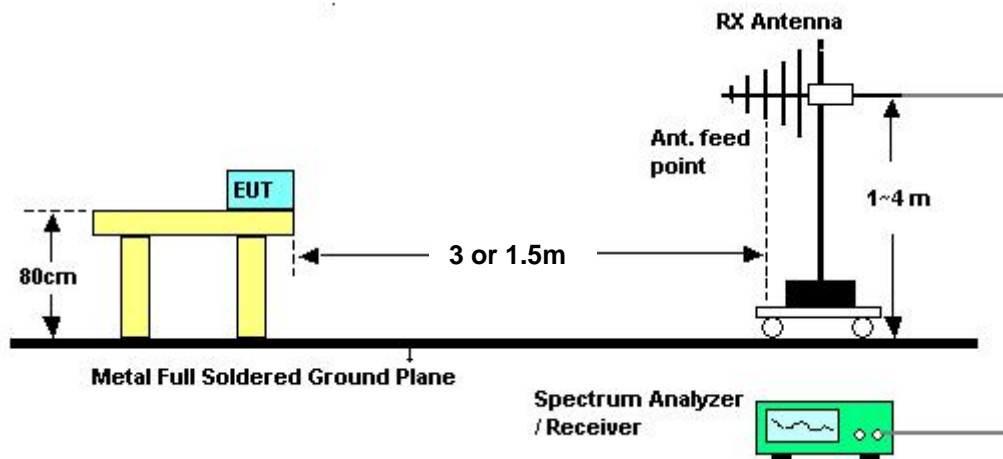 RX Antenna
Ant. feed
point
EUT
1~4 m
3 or 1.5m
80cm
Metal Full Soldered Ground Plane
Spectrum Analyzer
/ Receiver